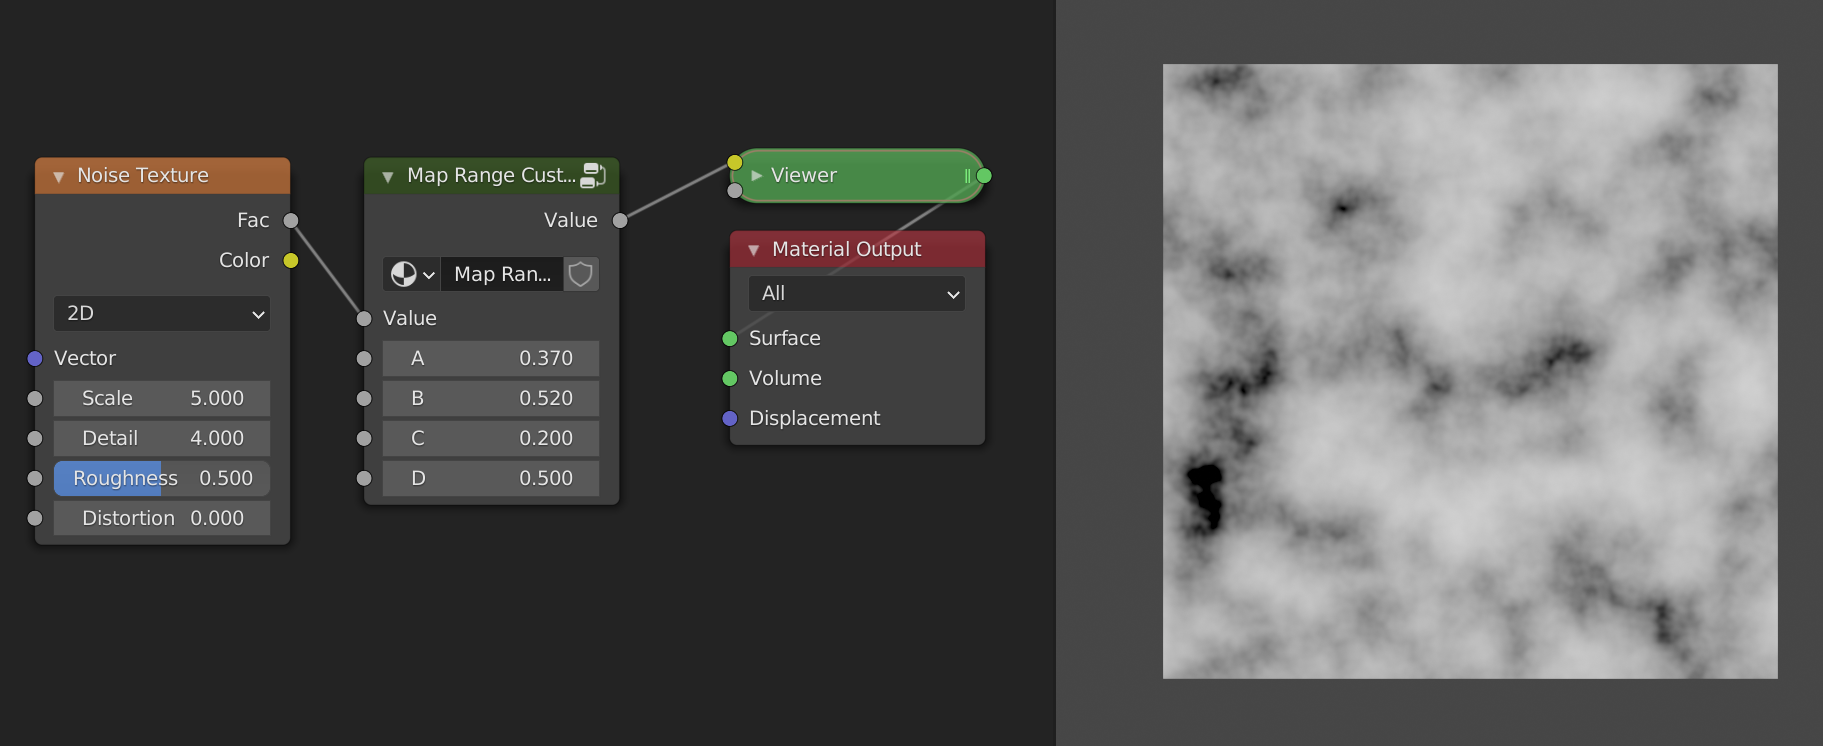 Noise Texture
Fac
Color
2D
Vector
Scale 5.000
Detail 4.000
Roughness 0.500
Distortion 0.000
Map Range Cust...
Value
Map Ran...
Value
A 0.370
B 0.520
C 0.200
D 0.500
Viewer
Material Output
All
Surface
Volume
Displacement